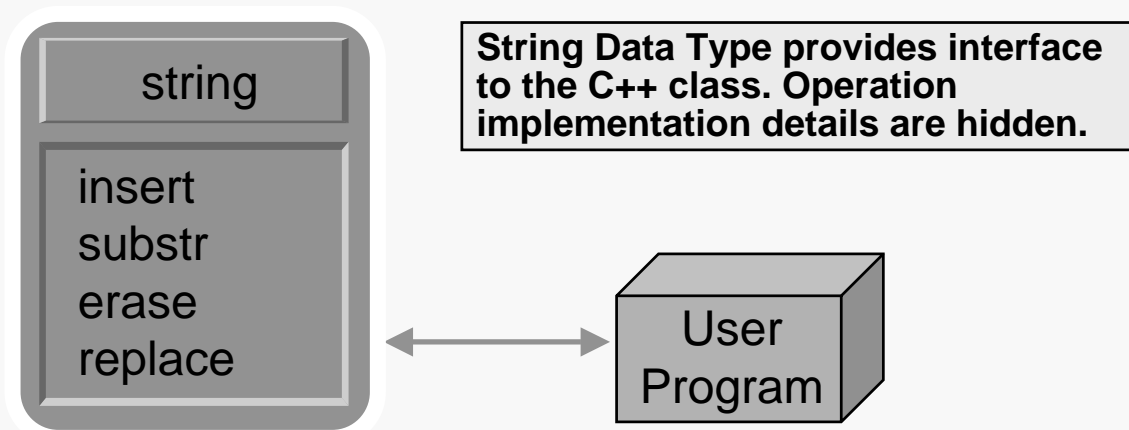 string
insert
substr
erase
replace
String Data Type provides interface
to the C++ class. Operation
implementation details are hidden.
User
Program